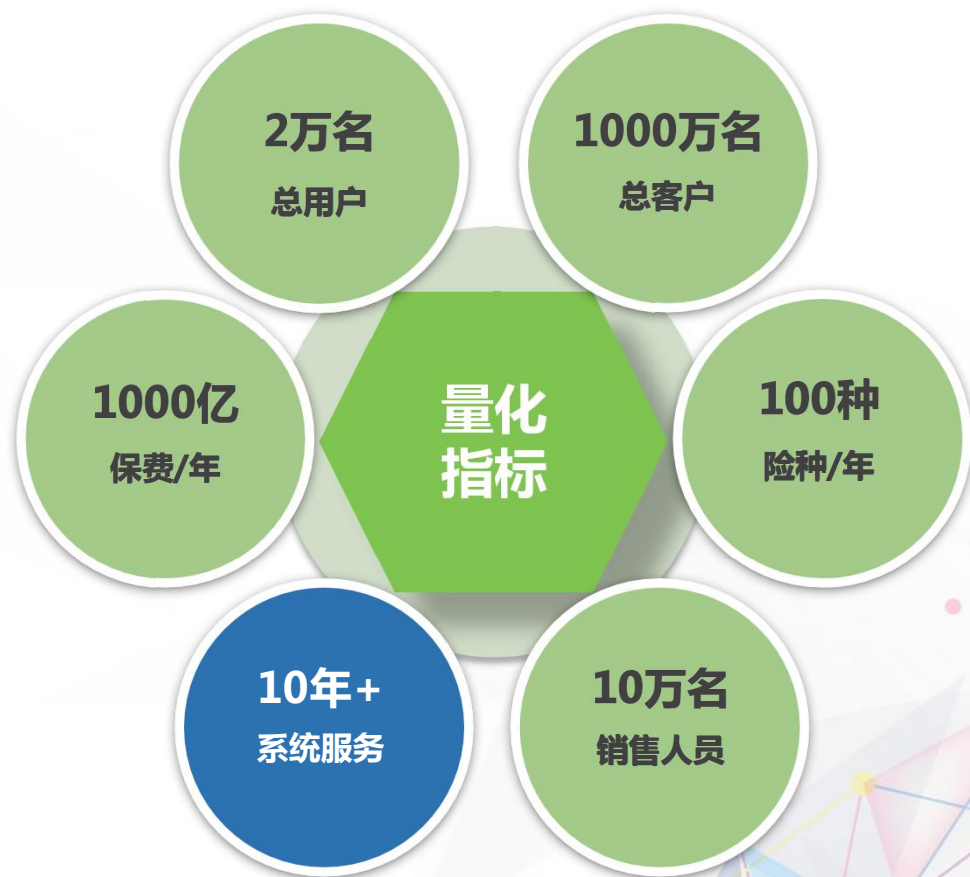 2万名
总用户
1000万名
总客户
1000亿
保费/年
量化
指标
100种
险种/年
10年+
系统服务
10万名
销售人员